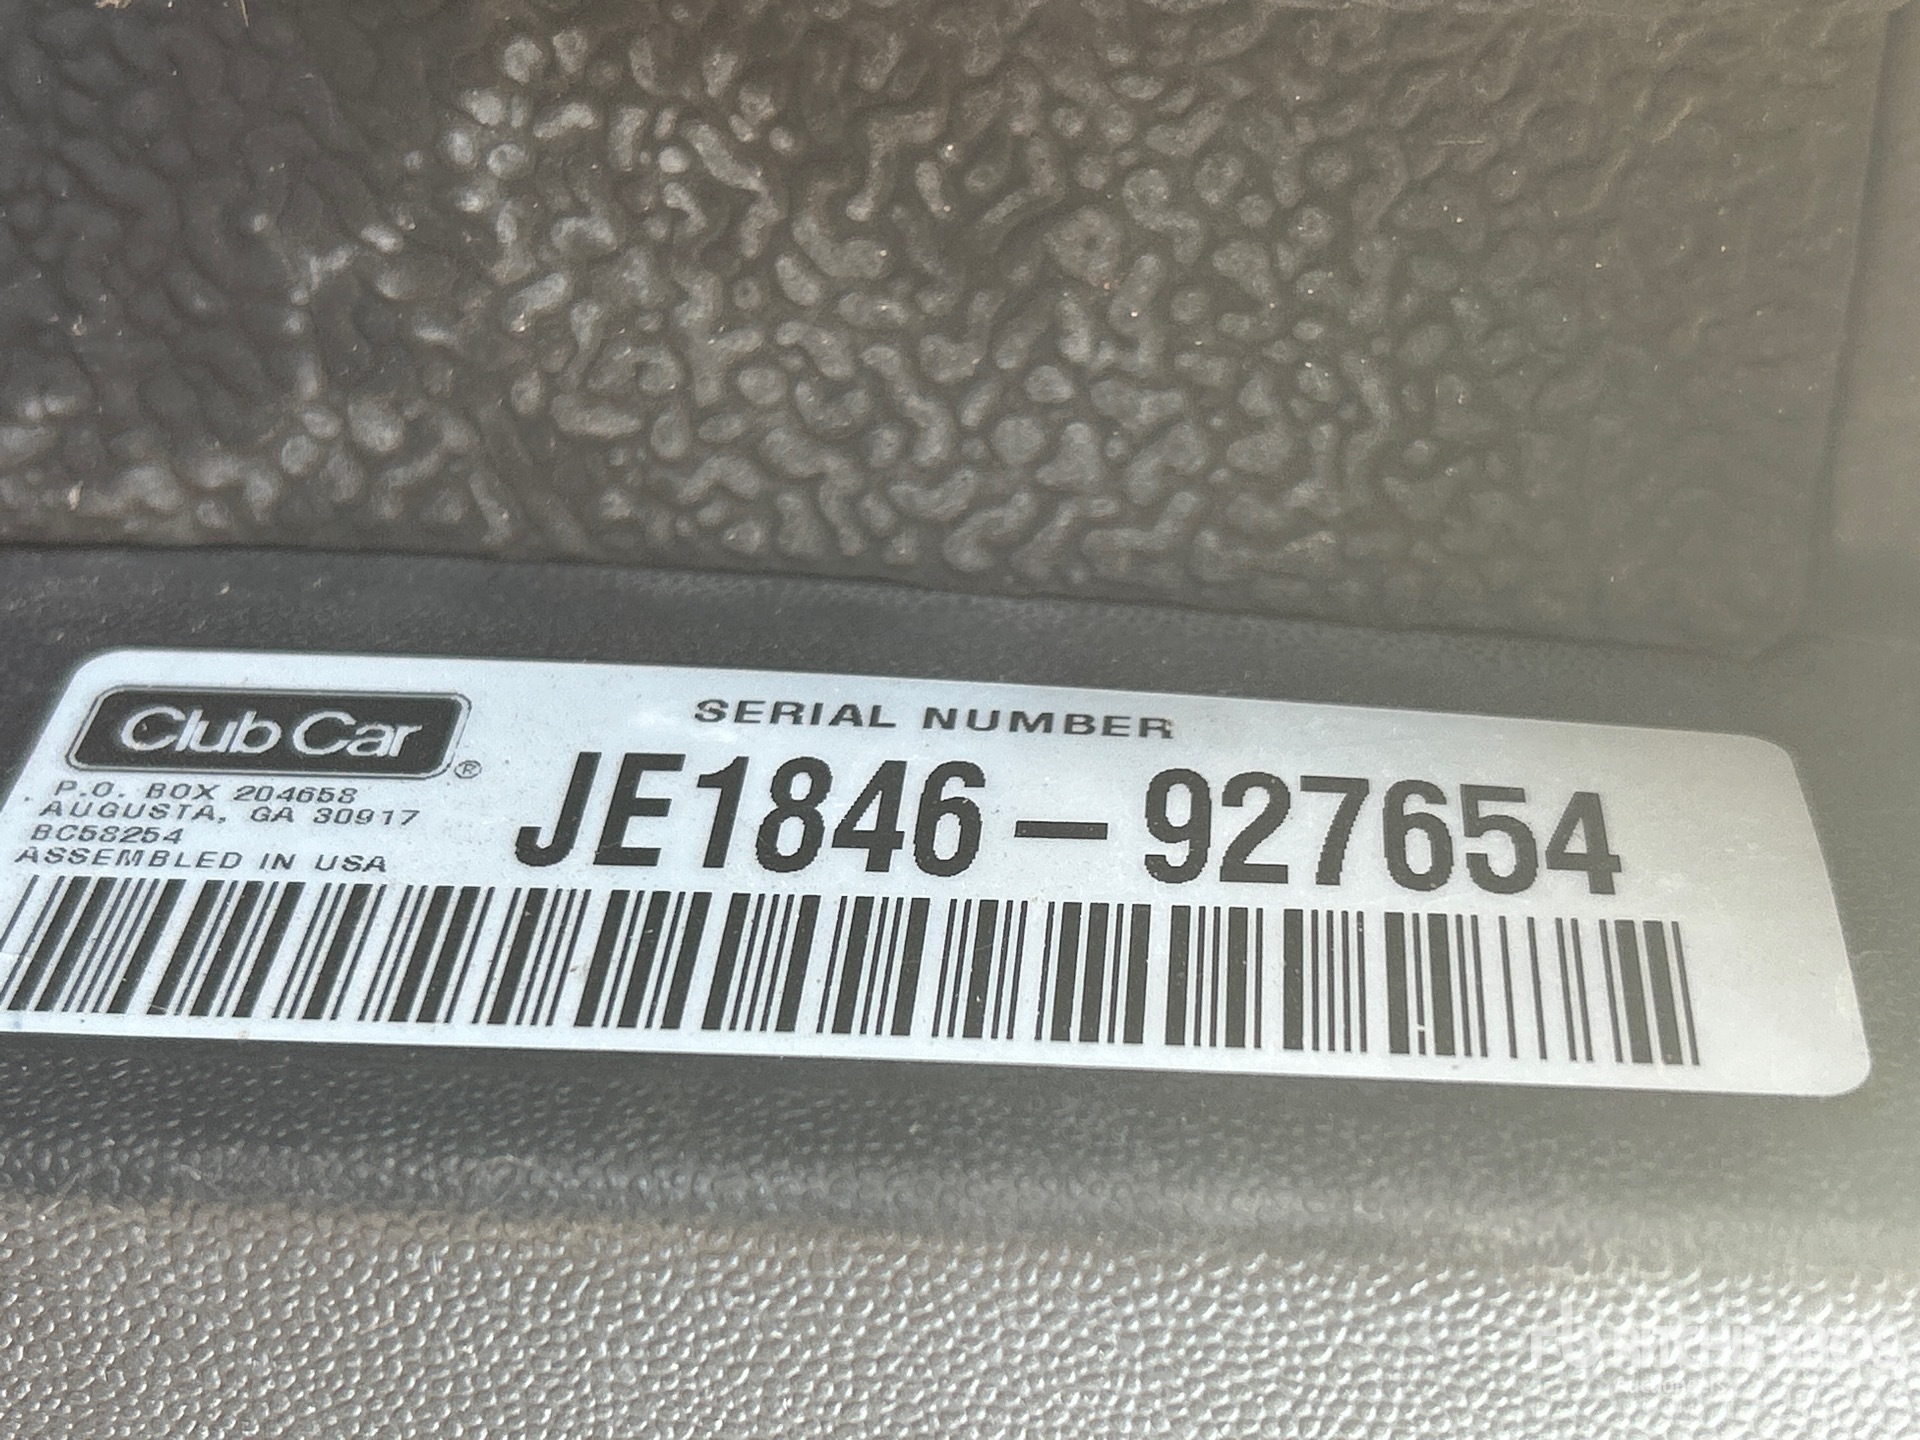 Club Car®
P.O. BOX 204658
AUGUSTA, GA 30917
BC58254
ASSEMBLED IN USA
SERIAL NUMBER
JE1846-927654